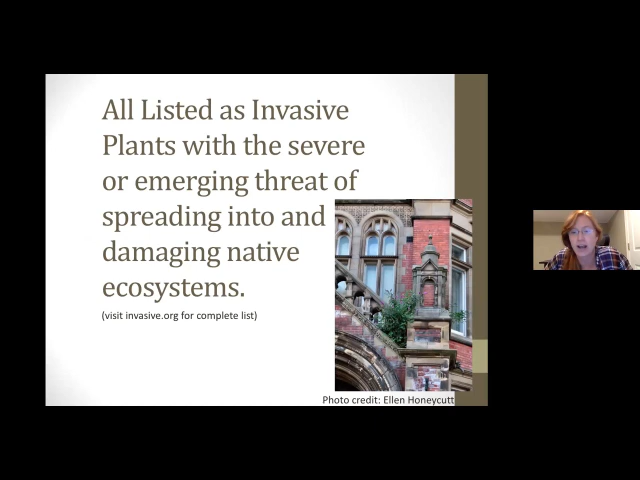 All Listed as Invasive
Plants with the severe
or emerging threat of
spreading into and
damaging native
ecosystems.
(visit invasive.org for complete list)
Photo credit: Ellen Honeycutt